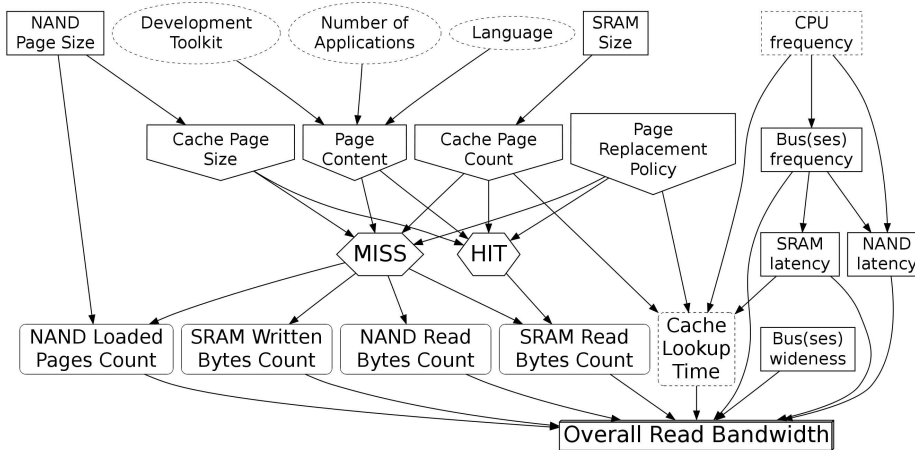 NAND
Page Size
Development
Toolkit
Number of
Applications
Language
SRAM
Size
CPU
frequency
Cache Page
Size
Page
Content
Cache Page
Count
Page
Replacement
Policy
Bus(ses)
frequency
MISS
HIT
SRAM
latency
NAND
latency
NAND Loaded
Pages Count
SRAM Written
Bytes Count
NAND Read
Bytes Count
SRAM Read
Bytes Count
Cache
Lookup
Time
Bus(ses)
wideness
Overall Read Bandwidth